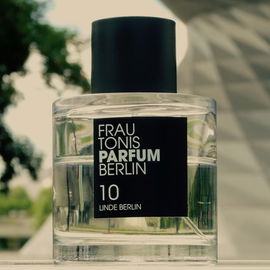 FRAU
TONIS
PARFUM
BERLIN
10
LINDE BERLIN